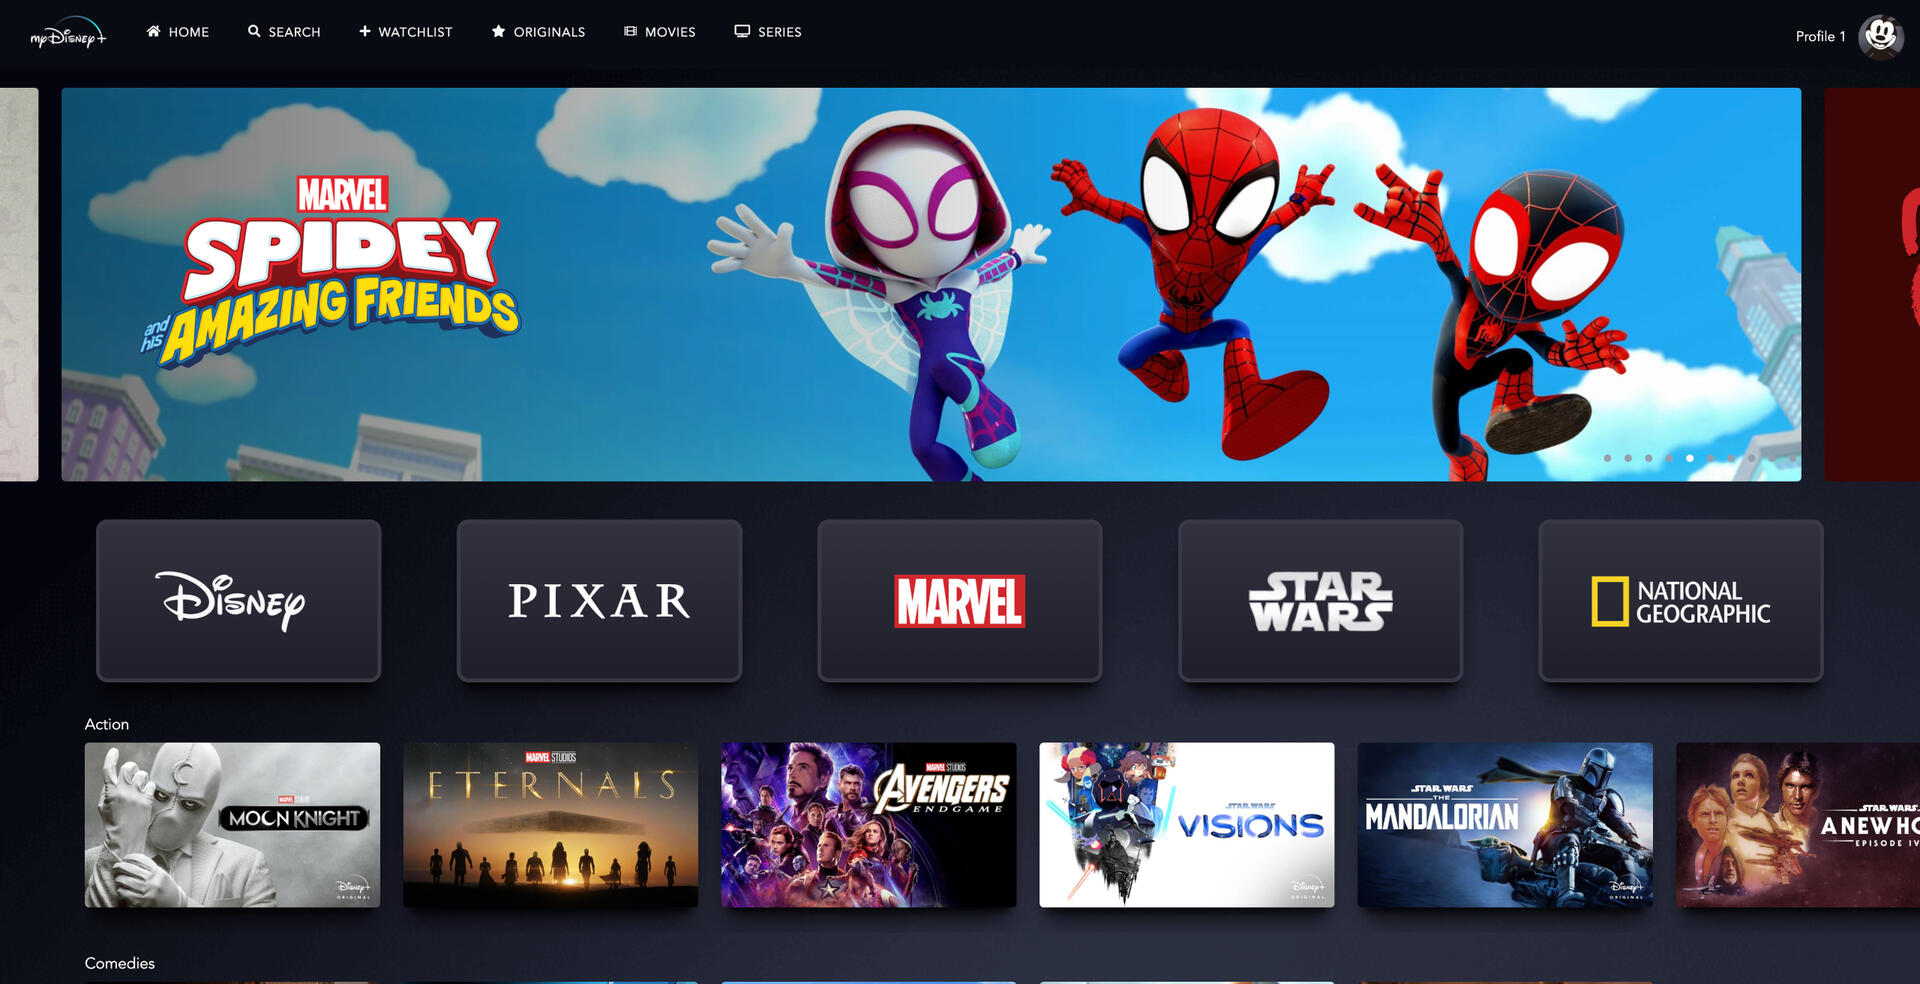 myDisney+
HOME
SEARCH
WATCHLIST
ORIGINALS
MOVIES
SERIES
Profile 1
MARVEL
SPIDEY
and his
AMAZING FRIENDS
Disney
PIXAR
MARVEL
STAR WARS
NATIONAL GEOGRAPHIC
Action
MARVEL STUDIOS
MOON KNIGHT
Disney+
ORIGINAL
MARVEL STUDIOS
ETERNALS
MARVEL STUDIOS
AVENGERS
ENDGAME
STAR WARS
VISIONS
Disney+
ORIGINAL
STAR WARS
THE
MANDALORIAN
Disney+
ORIGINAL
STAR WARS
A NEW HO
EPISODE IV
Comedies